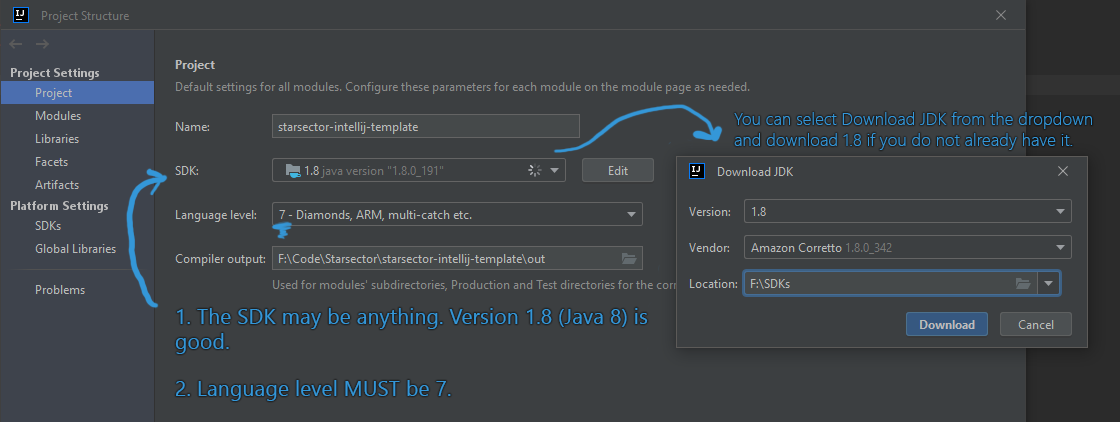 Project Structure
Project Settings
Project
Modules
Libraries
Facets
Artifacts
Platform Settings
SDKs
Global Libraries
Problems
Project
Default settings for all modules. Configure these parameters for each module on the module page as needed.
Name:
starsector-intellij-template
SDK:
1.8 java version "1.8.0_191"
Edit
Language level:
7 - Diamonds, ARM, multi-catch etc.
Compiler output:
F:\Code\Starsector\starsector-intellij-template\out
Used for modules' subdirectories, Production and Test directories for the
1. The SDK may be anything. Version 1.8 (Java 8) is
good.
2. Language level MUST be 7.
You can select Download JDK from the dropdown
and download 1.8 if you do not already have it.
Download JDK
Version:
1.8
Vendor:
Amazon Corretto 1.8.0_342
Location:
F:\SDKs
Download
Cancel